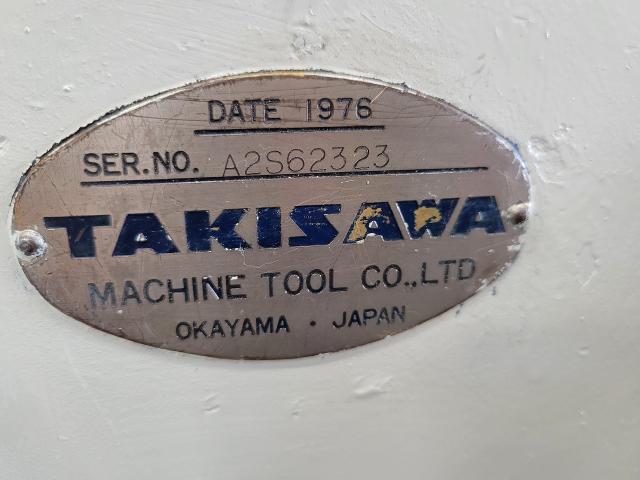 DATE 1976
SER.NO. A2S62323
TAKISAWA
MACHINE TOOL CO.,LTD
OKAYAMA · JAPAN